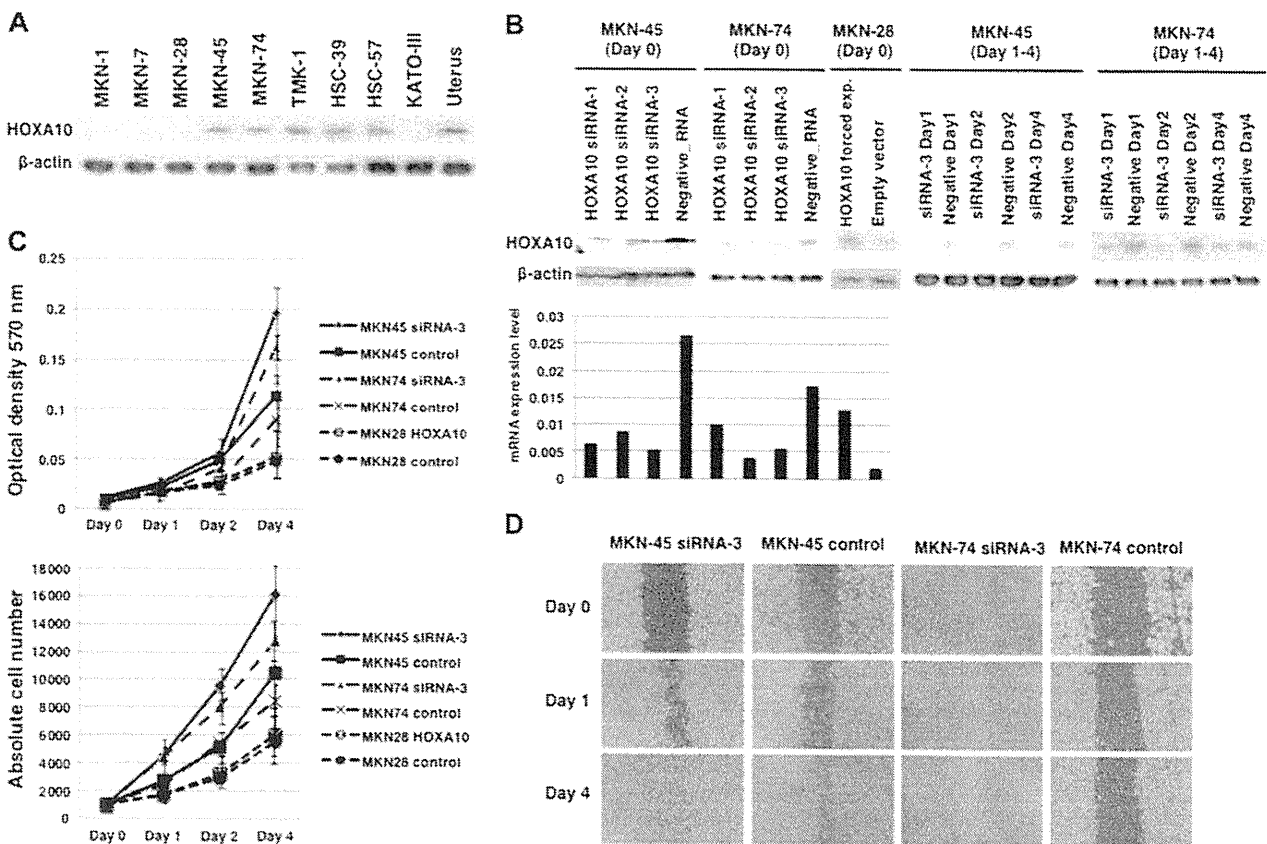 A
MKN-1
MKN-7
MKN-28
MKN-45
MKN-74
TMK-1
HSC-39
HSC-57
KATO-III
Uterus
HOXA10
β-actin
B
MKN-45
(Day 0)
MKN-74
(Day 0)
MKN-28
(Day 0)
MKN-45
(Day 1-4)
MKN-74
(Day 1-4)
HOXA10 siRNA-1
HOXA10 siRNA-2
HOXA10 siRNA-3
Negative_RNA
HOXA10 siRNA-1
HOXA10 siRNA-2
HOXA10 siRNA-3
Negative_RNA
HOXA10 forced exp.
Empty vector
siRNA-3 Day1
Negative Day1
siRNA-3 Day2
Negative Day2
siRNA-3 Day4
Negative Day4
siRNA-3 Day1
Negative Day1
siRNA-3 Day2
Negative Day2
siRNA-3 Day4
Negative Day4
HOXA10
β-actin
mRNA expression level
0.03
0.025
0.02
0.015
0.01
0.005
0
C
Optical density 570 nm
0.25
0.2
0.15
0.1
0.05
0
Day 0
Day 1
Day 2
Day 4
MKN45 siRNA-3
MKN45 control
MKN74 siRNA-3
MKN74 control
MKN28 HOXA10
MKN28 control
Absolute cell number
18000
16000
14000
12000
10000
8000
6000
4000
2000
0
Day 0
Day 1
Day 2
Day 4
MKN45 siRNA-3
MKN45 control
MKN74 siRNA-3
MKN74 control
MKN28 HOXA10
MKN28 control
D
MKN-45 siRNA-3
MKN-45 control
MKN-74 siRNA-3
MKN-74 control
Day 0
Day 1
Day 4